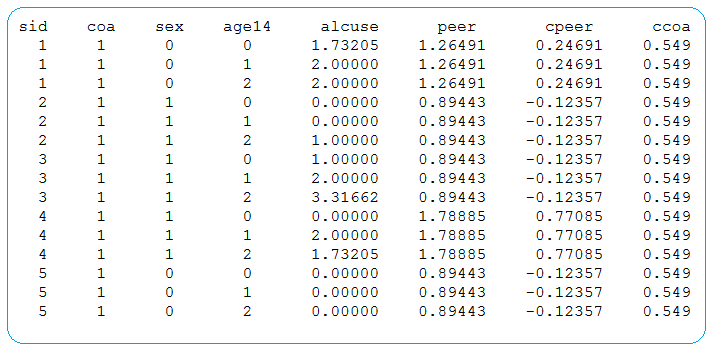 sid coa sex age14 alcuse peer cpeer ccoa
1 1 0 0 1.73205 1.26491 0.24691 0.549
1 1 0 1 2.00000 1.26491 0.24691 0.549
1 1 0 2 2.00000 1.26491 0.24691 0.549
2 1 1 0 0.00000 0.89443 -0.12357 0.549
2 1 1 1 0.00000 0.89443 -0.12357 0.549
2 1 1 2 1.00000 0.89443 -0.12357 0.549
3 1 1 0 1.00000 0.89443 -0.12357 0.549
3 1 1 1 2.00000 0.89443 -0.12357 0.549
3 1 1 2 3.31662 0.89443 -0.12357 0.549
4 1 1 0 0.00000 1.78885 0.77085 0.549
4 1 1 1 2.00000 1.78885 0.77085 0.549
4 1 1 2 1.73205 1.78885 0.77085 0.549
5 1 0 0 0.00000 0.89443 -0.12357 0.549
5 1 0 1 0.00000 0.89443 -0.12357 0.549
5 1 0 2 0.00000 0.89443 -0.12357 0.549